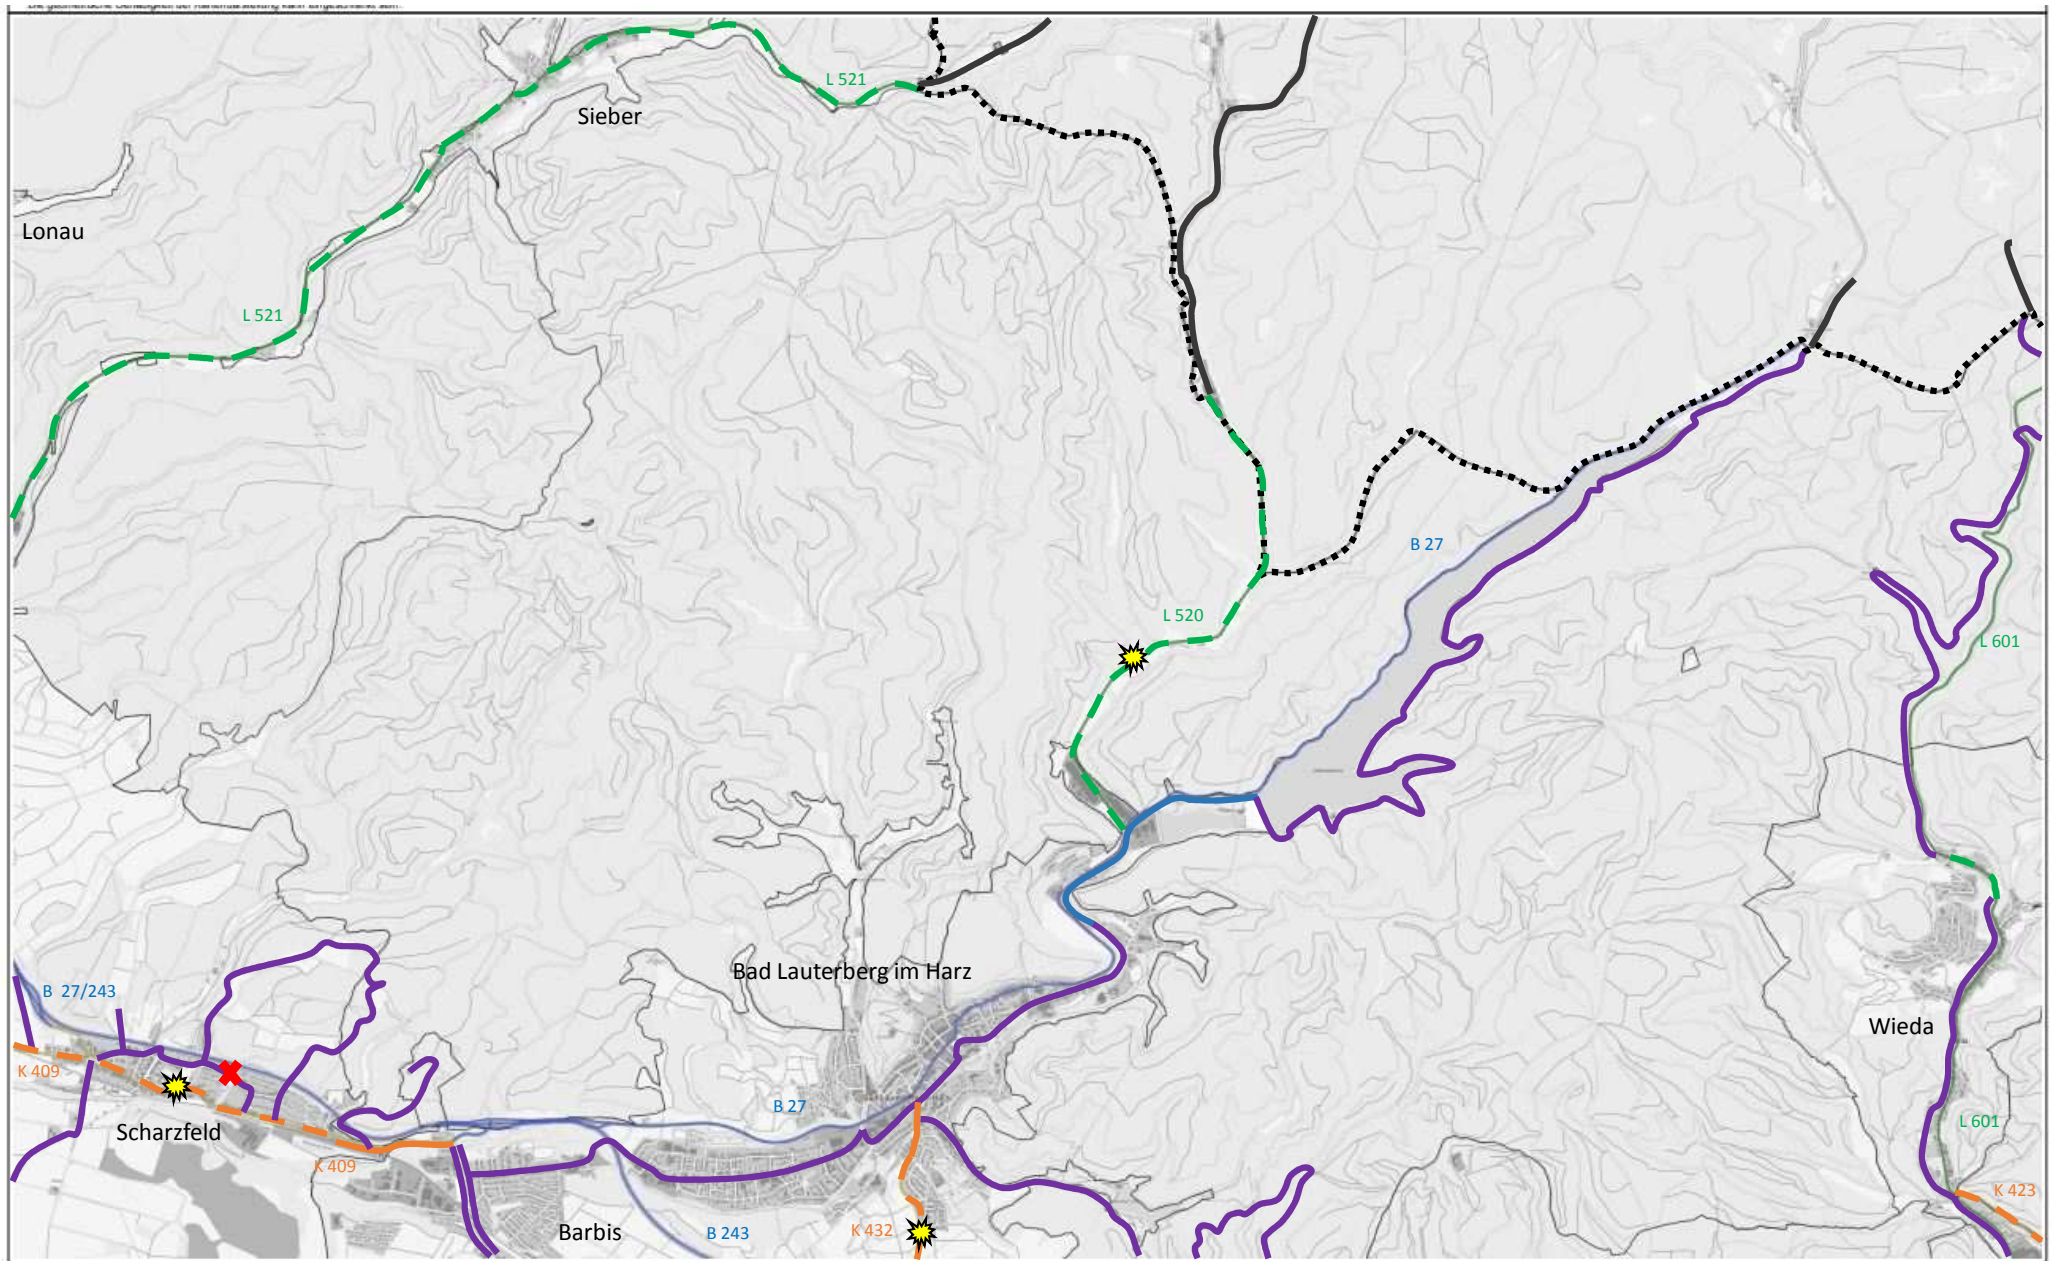 L 521
Sieber
Lonau
L 521
B 27
L 520
L 601
Bad Lauterberg im Harz
B 27/243
Wieda
K 409
B 27
L 601
Scharzfeld
K 409
K 423
Barbis
B 243
K 432